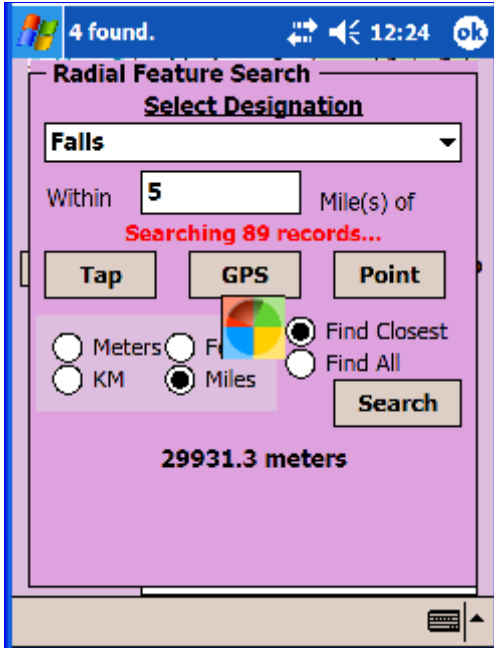 4 found. 12:24 ok
Radial Feature Search
Select Designation
Falls
Within 5 Mile(s) of
Searching 89 records...
Tap GPS Point
Meters Find Closest
KM Miles Find All
Search
29931.3 meters